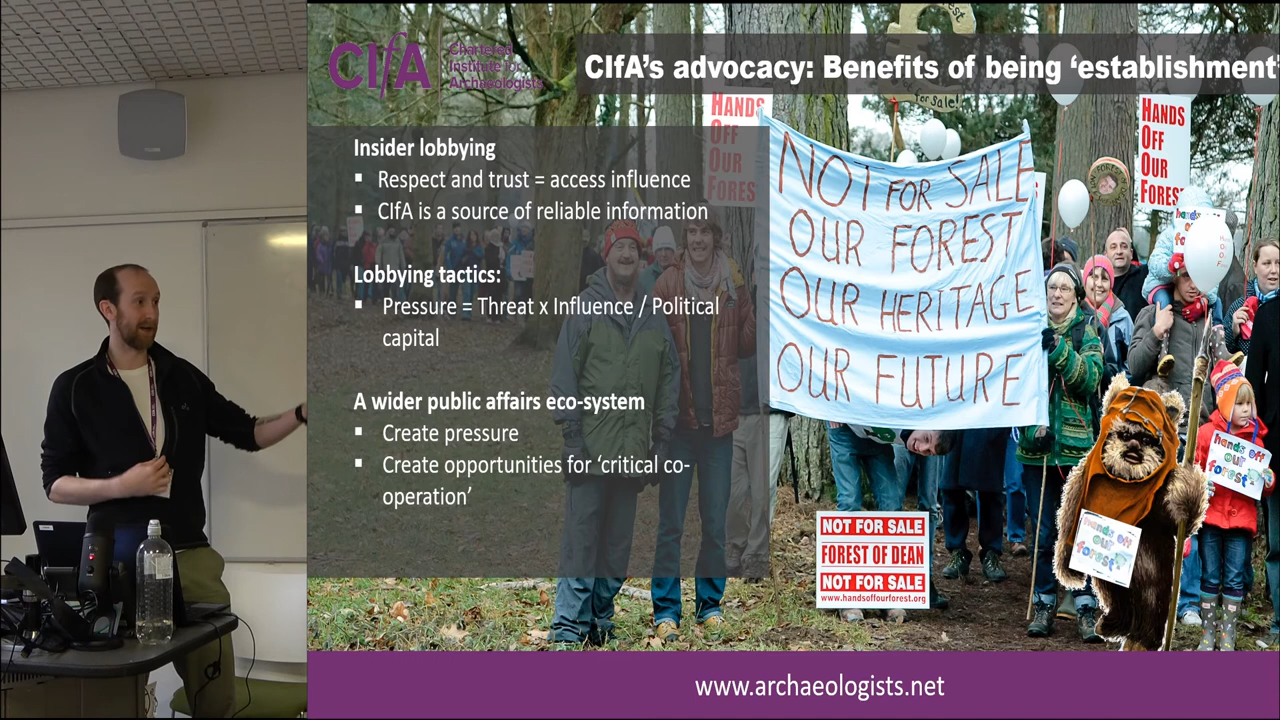 CIfA
Chartered
Institute for
Archaeologists
CIfA's advocacy: Benefits of being 'establishment'
Insider lobbying
▪ Respect and trust = access influence
▪ CIfA is a source of reliable information
Lobbying tactics:
▪ Pressure = Threat x Influence / Political
capital
A wider public affairs eco-system
▪ Create pressure
▪ Create opportunities for 'critical co-
operation'
for Sale!
HANDS
OFF
OUR
FORES
NOT FOR SALE
OUR FOREST
OUR HERITAGE
OUR FUTURE
HANDS
OFF
OUR
FORES
hands off
our
forest
hands off
our
forest
NOT FOR SALE
FOREST OF DEAN
NOT FOR SALE
www.handsoffourforest.org
www.archaeologists.net